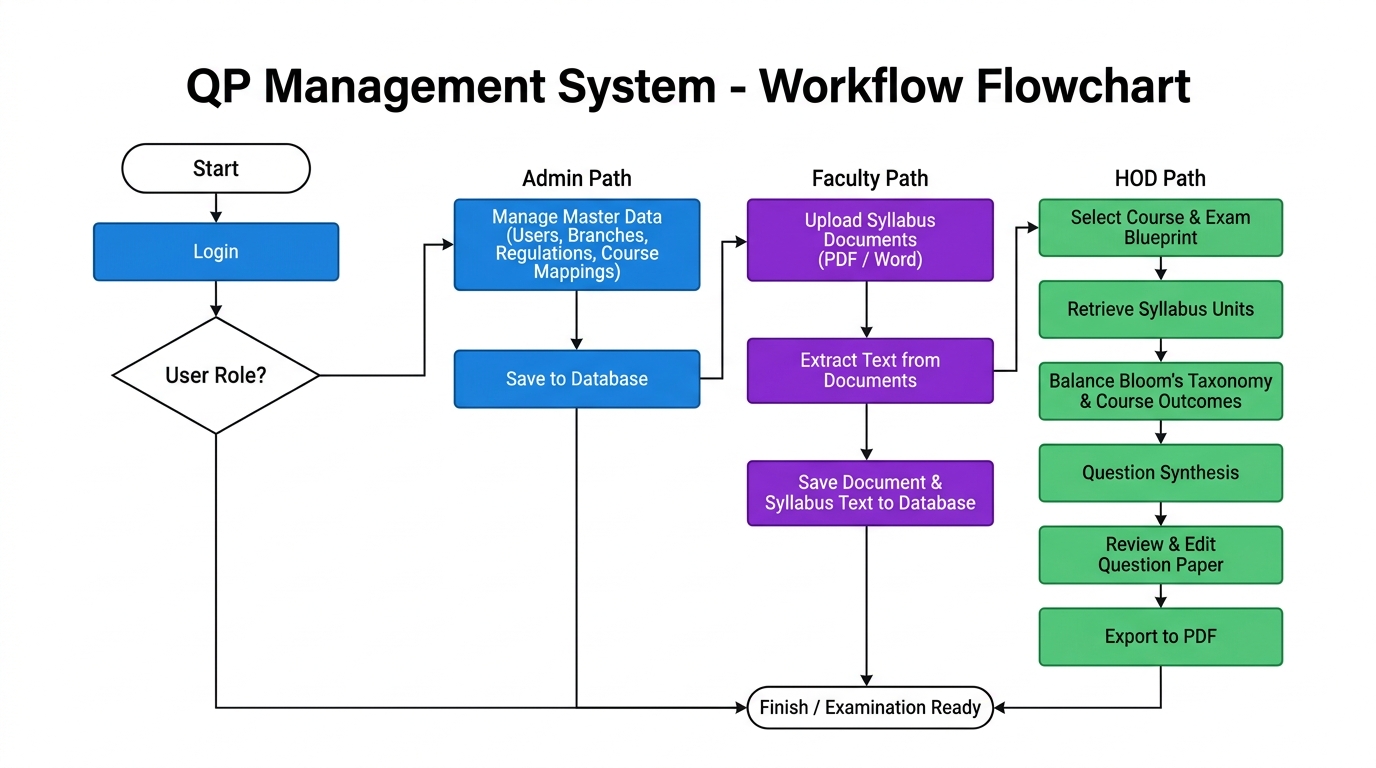 QP Management System - Workflow Flowchart
Start
Login
User Role?
Admin Path
Manage Master Data
(Users, Branches,
Regulations, Course
Mappings)
Save to Database
Faculty Path
Upload Syllabus
Documents
(PDF / Word)
Extract Text from
Documents
Save Document &
Syllabus Text to Database
HOD Path
Select Course & Exam
Blueprint
Retrieve Syllabus Units
Balance Bloom's Taxonomy
& Course Outcomes
Question Synthesis
Review & Edit
Question Paper
Export to PDF
Finish / Examination Ready